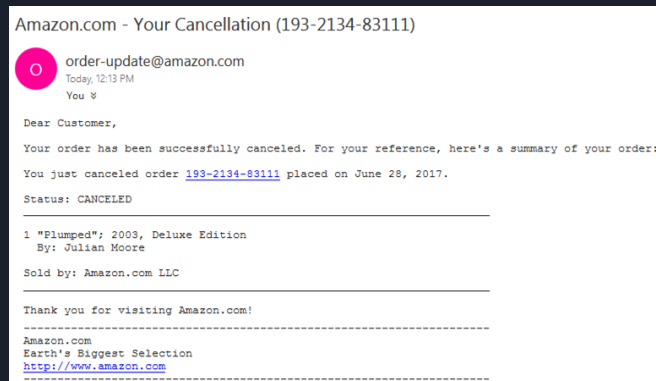 Amazon.com - Your Cancellation (193-2134-83111)
O
order-update@amazon.com
Today, 12:13 PM
You
Dear Customer,
Your order has been successfully canceled. For your reference, here's a summary of your order:
You just canceled order 193-2134-83111 placed on June 28, 2017.
Status: CANCELED
1 "Plumped"; 2003, Deluxe Edition
By: Julian Moore
Sold by: Amazon.com LLC
Thank you for visiting Amazon.com!
Amazon.com
Earth's Biggest Selection
http://www.amazon.com